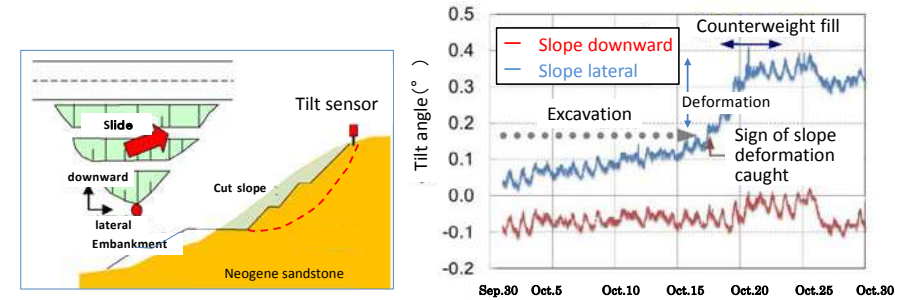 Slide
downward
lateral
Embankment
Tilt sensor
Cut slope
Neogene sandstone
Tilt angle(°)
0.5
0.4
0.3
0.2
0.1
0.0
-0.1
-0.2
Slope downward
Slope lateral
Counterweight fill
Excavation
Deformation
Sign of slope
deformation
caught
Sep.30 Oct.5 Oct.10 Oct.15 Oct.20 Oct.25 Oct.30